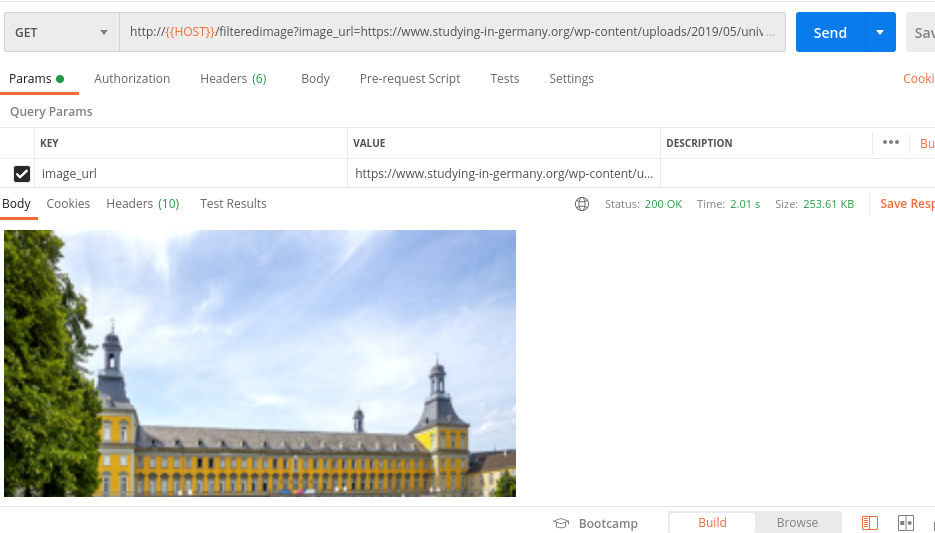 GET http://{{HOST}}/filteredimage?image_url=https://www.studying-in-germany.org/wp-content/uploads/2019/05/univ... Send Sav
Params Authorization Headers (6) Body Pre-request Script Tests Settings Cooki
Query Params
KEY VALUE DESCRIPTION ••• Bu
image_url https://www.studying-in-germany.org/wp-content/u...
Body Cookies Headers (10) Test Results Status: 200 OK Time: 2.01 s Size: 253.61 KB Save Resp
Bootcamp Build Browse